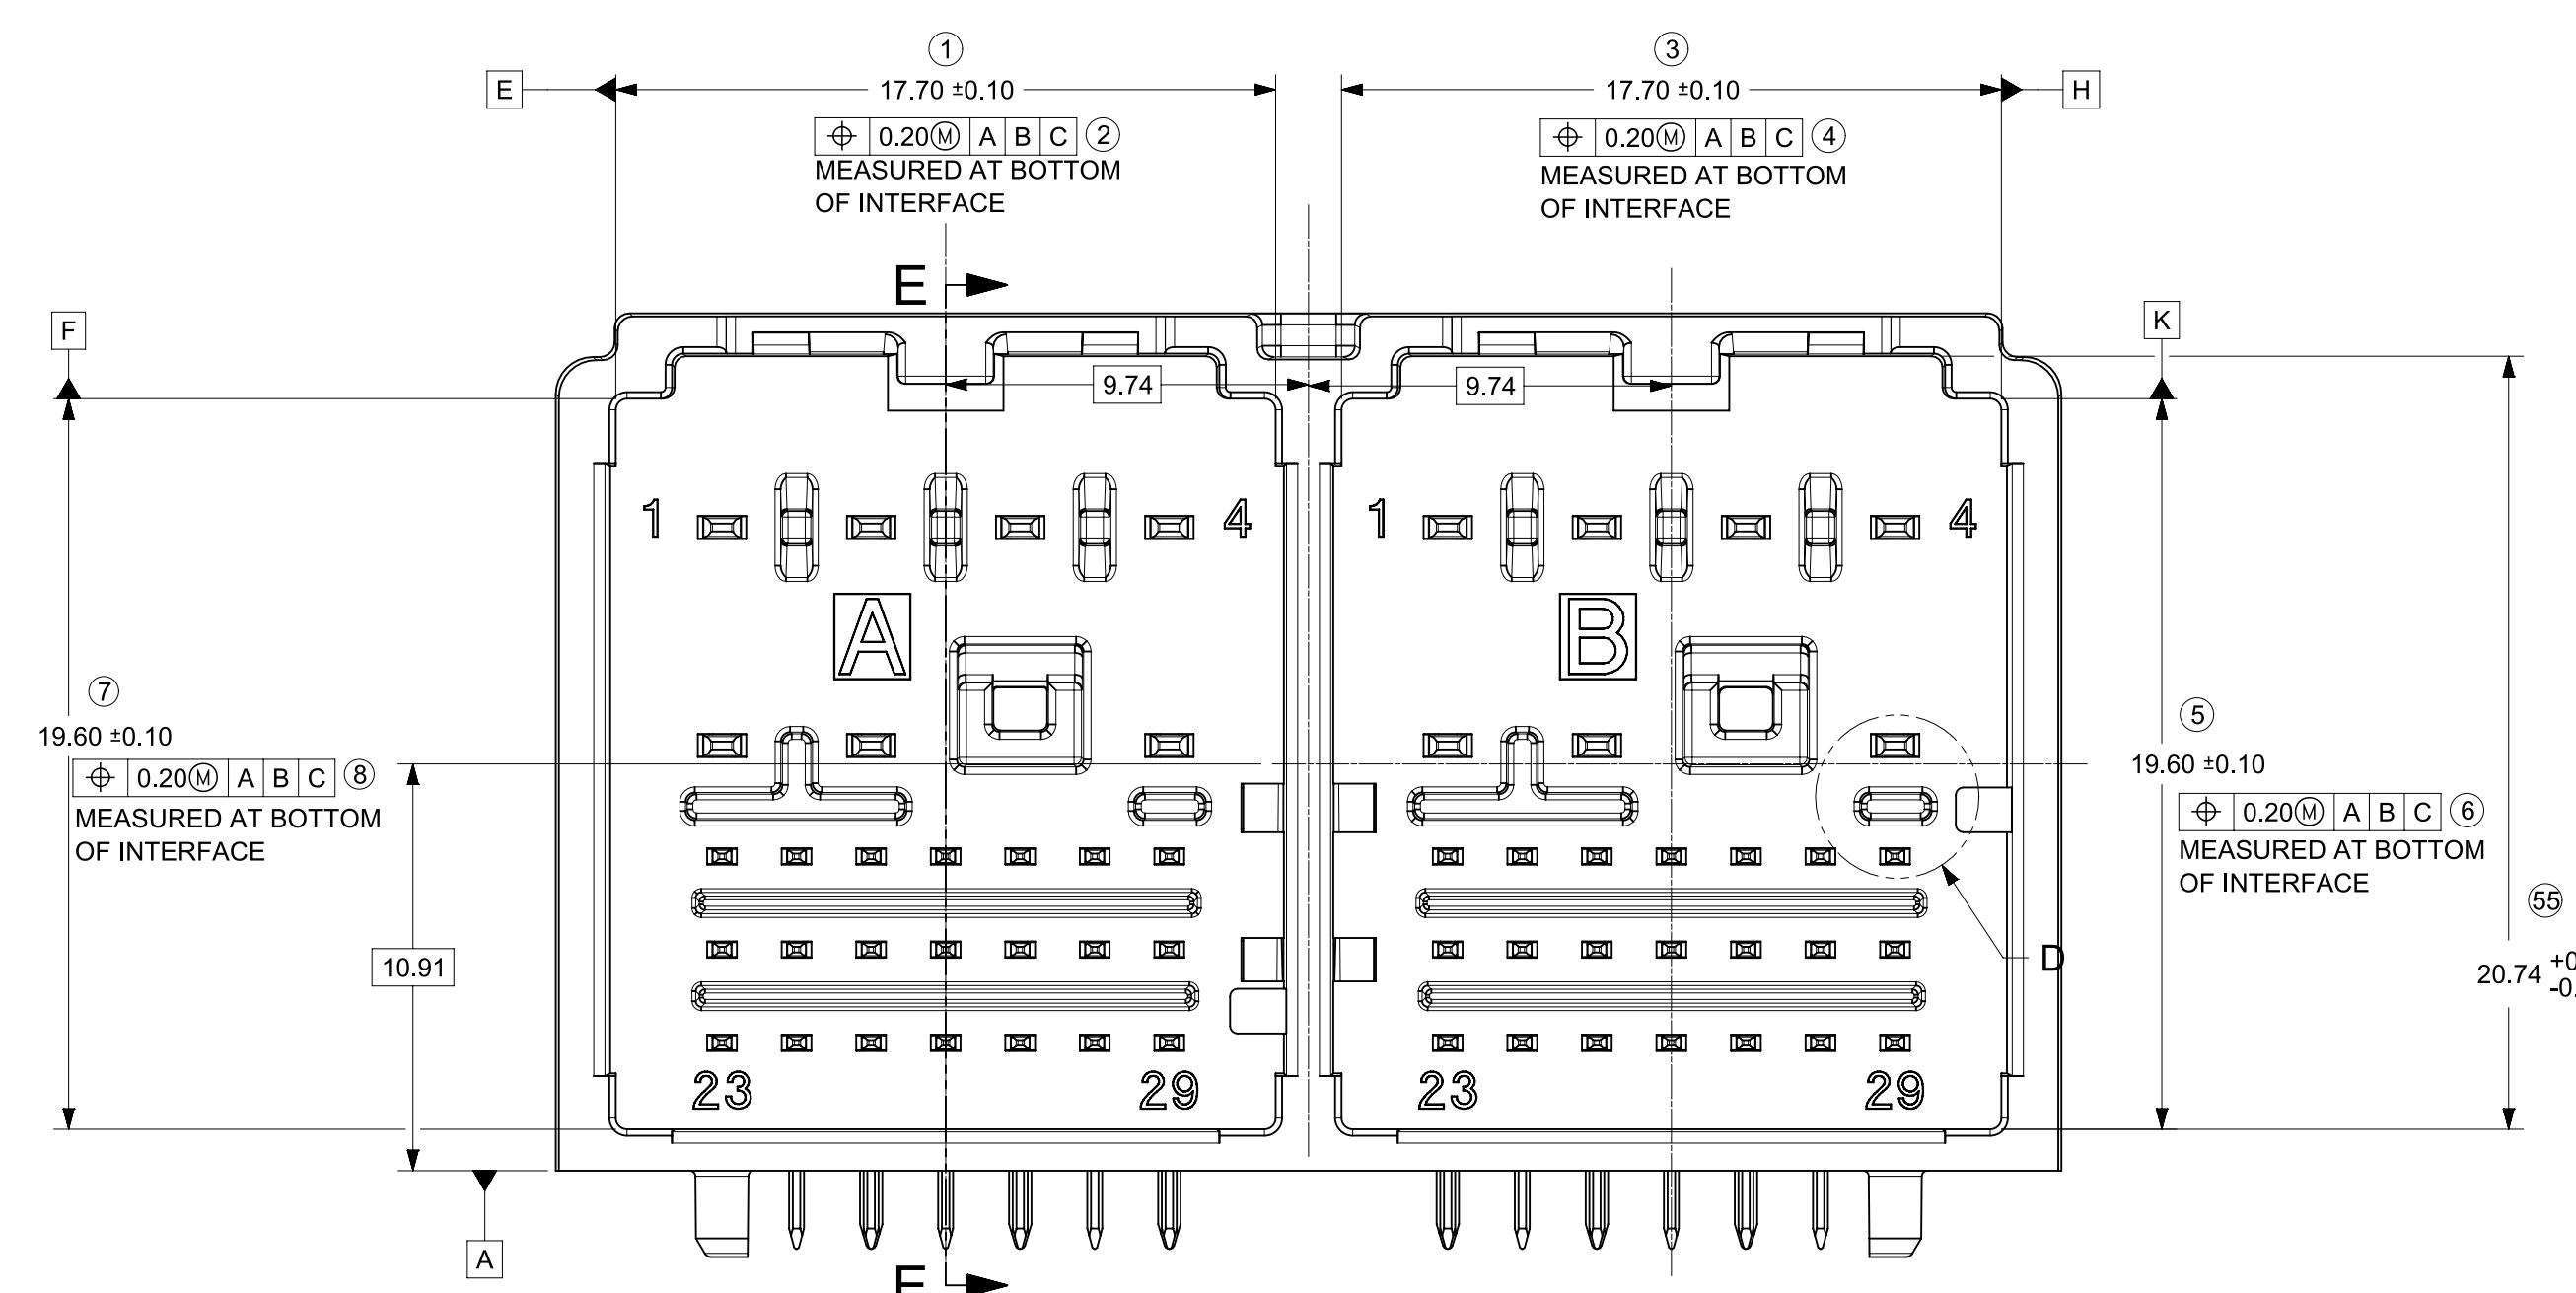 1
3
E
17.70 ±0.10
17.70 ±0.10
H
⌖ 0.20Ⓜ A B C 2
MEASURED AT BOTTOM
OF INTERFACE
⌖ 0.20Ⓜ A B C 4
MEASURED AT BOTTOM
OF INTERFACE
E
F
K
9.74
9.74
1
4
1
4
A
B
7
19.60 ±0.10
⌖ 0.20Ⓜ A B C 8
MEASURED AT BOTTOM
OF INTERFACE
5
19.60 ±0.10
⌖ 0.20Ⓜ A B C 6
MEASURED AT BOTTOM
OF INTERFACE
55
20.74
D
10.91
23
29
23
29
A